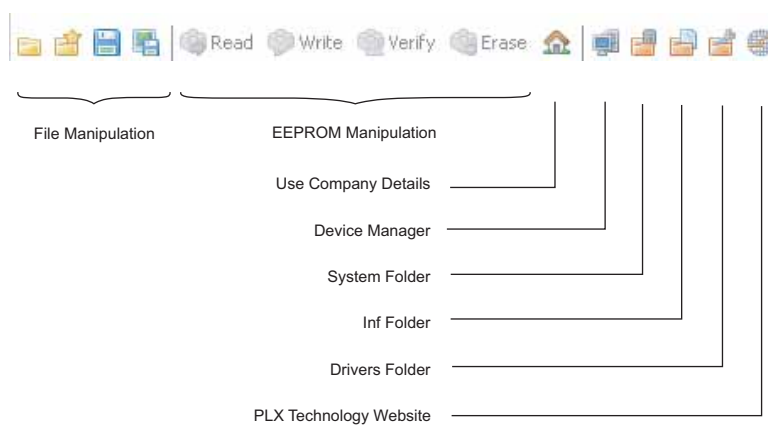 Read Write Verify Erase
File Manipulation EEPROM Manipulation
Use Company Details
Device Manager
System Folder
Inf Folder
Drivers Folder
PLX Technology Website